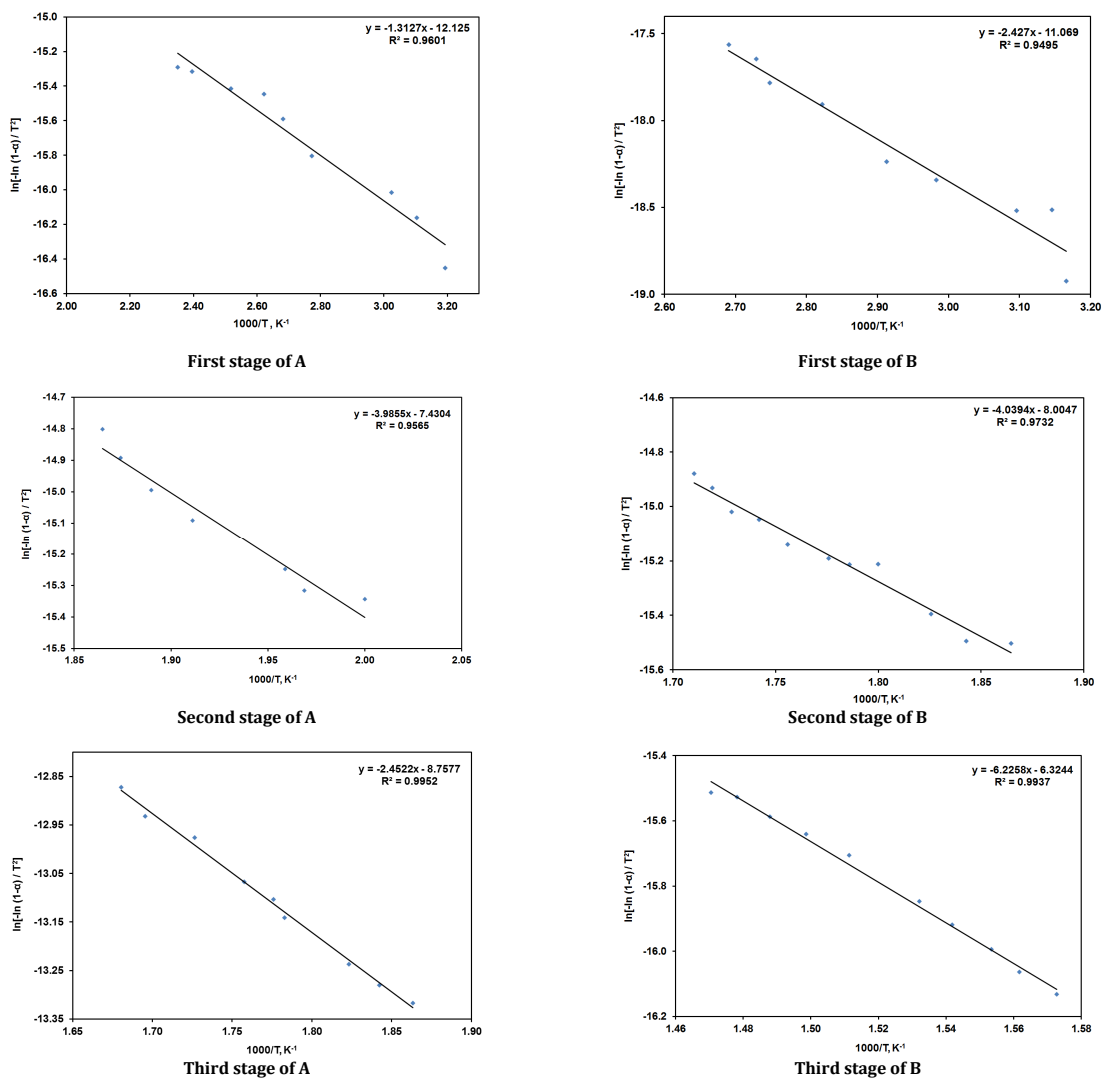 y = -1.3127x - 12.125
R² = 0.9601
-15.0
-15.2
-15.4
-15.6
-15.8
-16.0
-16.2
-16.4
-16.6
ln[-ln (1-α) / T²]
2.00 2.20 2.40 2.60 2.80 3.00 3.20
1000/T , K⁻¹
First stage of A
y = -2.427x - 11.069
R² = 0.9495
-17.5
-18.0
-18.5
-19.0
ln[-ln (1-α) / T²]
2.60 2.70 2.80 2.90 3.00 3.10 3.20
1000/T, K⁻¹
First stage of B
y = -3.9855x - 7.4304
R² = 0.9565
-14.7
-14.8
-14.9
-15.0
-15.1
-15.2
-15.3
-15.4
-15.5
ln[-ln (1-α) / T²]
1.85 1.90 1.95 2.00 2.05
1000/T, K⁻¹
Second stage of A
y = -4.0394x - 8.0047
R² = 0.9732
-14.6
-14.8
-15.0
-15.2
-15.4
-15.6
ln[-ln (1-α) / T²]
1.70 1.75 1.80 1.85 1.90
1000/T, K⁻¹
Second stage of B
y = -2.4522x - 8.7577
R² = 0.9952
-12.85
-12.95
-13.05
-13.15
-13.25
-13.35
ln[-ln (1-α) / T²]
1.65 1.70 1.75 1.80 1.85 1.90
1000/T, K⁻¹
Third stage of A
y = -6.2258x - 6.3244
R² = 0.9937
-15.4
-15.6
-15.8
-16.0
-16.2
ln[-ln (1-α) / T²]
1.46 1.48 1.50 1.52 1.54 1.56 1.58
1000/T, K⁻¹
Third stage of B